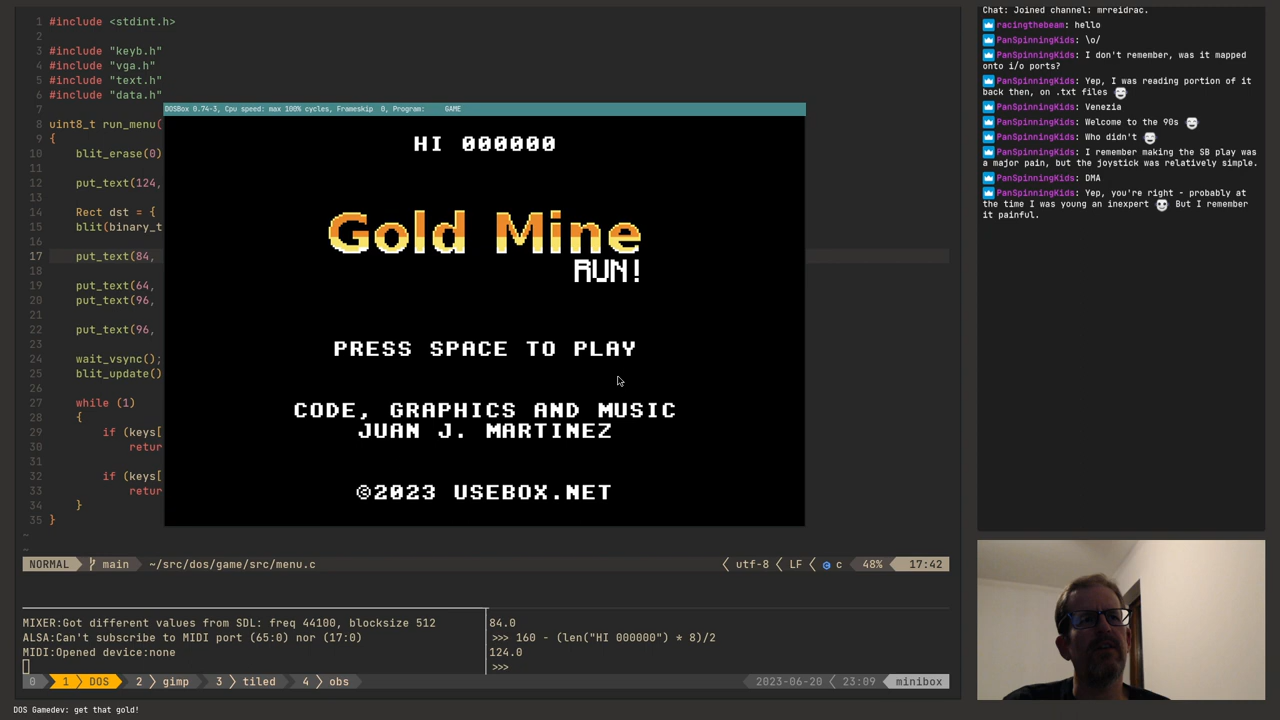 1 #include <stdint.h>
2
3 #include "keyb.h"
4 #include "vga.h"
5 #include "text.h"
6 #include "data.h"
7
8 uint8_t run_menu(
9 {
10 blit_erase(0)
11
12 put_text(124,
13
14 Rect dst = {
15 blit(binary_t
16
17 put_text(84,
18
19 put_text(64,
20 put_text(96,
21
22 put_text(96,
23
24 wait_vsync();
25 blit_update()
26
27 while (1)
28 {
29 if (keys[
30 retur
31
32 if (keys[
33 retur
34 }
35 }
~
~
DOSBox 0.74-3, Cpu speed: max 100% cycles, Frameskip 0, Program: GAME
HI 000000
Gold Mine
RUN!
PRESS SPACE TO PLAY
CODE, GRAPHICS AND MUSIC
JUAN J. MARTINEZ
©2023 USEBOX.NET
NORMAL main ~/src/dos/game/src/menu.c utf-8 LF c 48% 17:42
MIXER:Got different values from SDL: freq 44100, blocksize 512
ALSA:Can't subscribe to MIDI port (65:0) nor (17:0)
MIDI:Opened device:none
84.0
>>> 160 - (len("HI 000000") * 8)/2
124.0
>>>
0 1 DOS 2 gimp 3 tiled 4 obs 2023-06-20 23:09 minibox
DOS Gamedev: get that gold!
Chat: Joined channel: mrreidrac.
racingthebeam: hello
PanSpinningKids: \o/
PanSpinningKids: I don't remember, was it mapped
onto i/o ports?
PanSpinningKids: Yep, I was reading portion of it
back then, on .txt files
PanSpinningKids: Venezia
PanSpinningKids: Welcome to the 90s
PanSpinningKids: Who didn't
PanSpinningKids: I remember making the SB play was
a major pain, but the joystick was relatively simple.
PanSpinningKids: DMA
PanSpinningKids: Yep, you're right - probably at
the time I was young an inexpert But I remember
it painful.